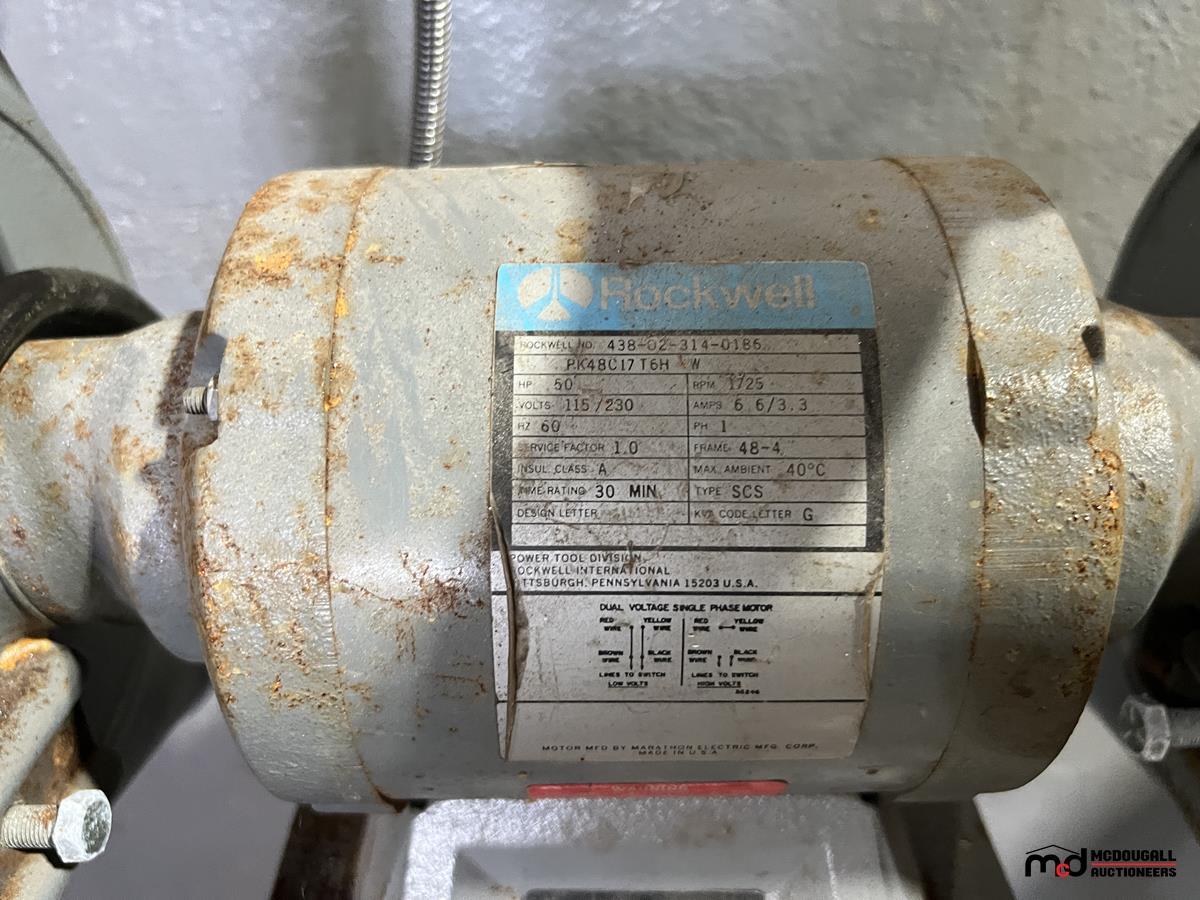 Rockwell
ROCKWELL NO. 438-02-314-0186
PK48C17T6H W
HP 50 RPM 1725
VOLTS 115/230 AMPS 6 6/3.3
HZ 60 PH 1
SERVICE FACTOR 1.0 FRAME 48-4
INSUL. CLASS A MAX. AMBIENT 40°C
TIME RATING 30 MIN TYPE SCS
DESIGN LETTER KVA CODE LETTER G
POWER TOOL DIVISION
OCKWELL INTERNATIONAL
ITTSBURGH, PENNSYLVANIA 15203 U.S.A.
DUAL VOLTAGE SINGLE PHASE MOTOR
RED WIRE YELLOW WIRE RED WIRE YELLOW WIRE
BROWN WIRE BLACK WIRE BROWN WIRE BLACK WIRE
LINES TO SWITCH LINES TO SWITCH
LOW VOLTS HIGH VOLTS
MOTOR MFD BY MARATHON ELECTRIC MFG. CORP.
MADE IN U.S.A.
mcd MCDOUGALL
AUCTIONEERS